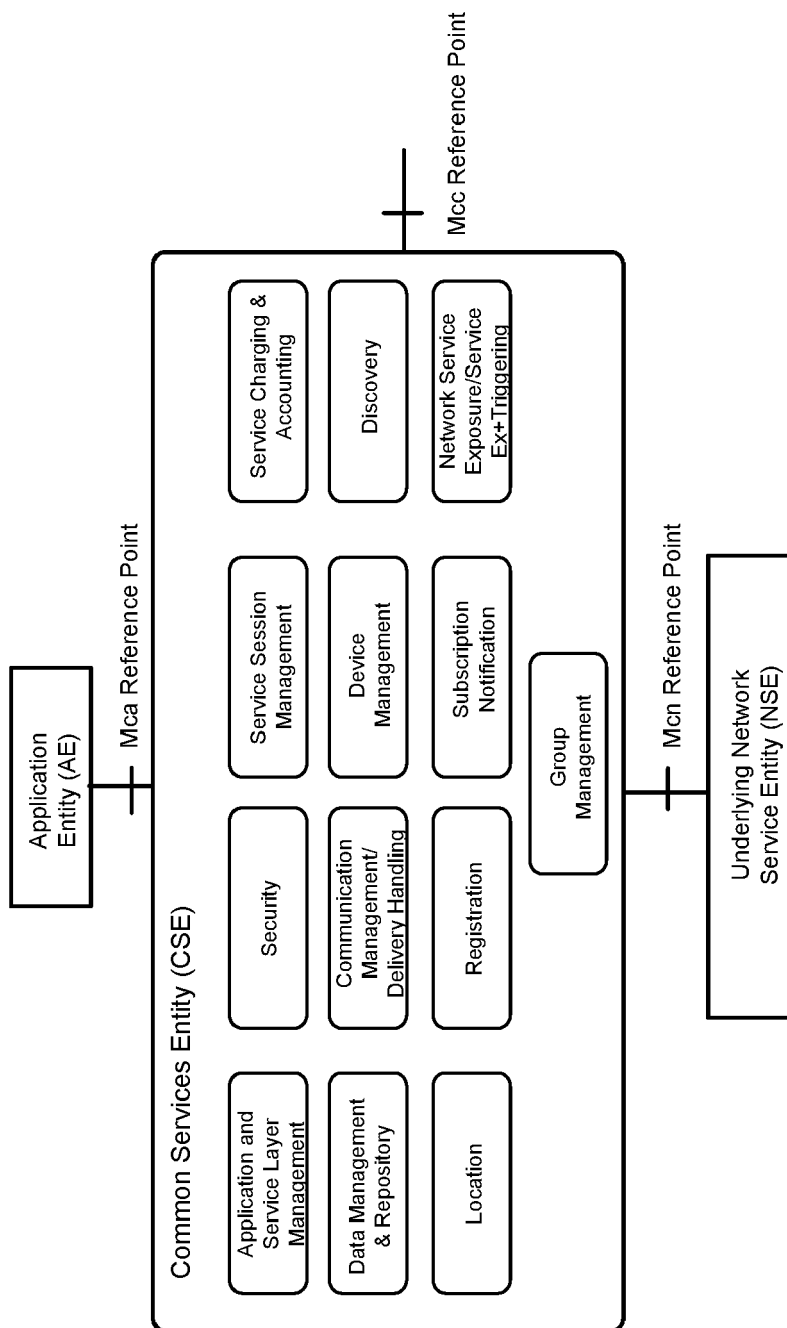 Application
Entity (AE)
Mca Reference Point
Common Services Entity (CSE)
Application and
Service Layer
Management
Security
Service Session
Management
Service Charging &
Accounting
Data Management
& Repository
Communication
Management/
Delivery Handling
Device
Management
Discovery
Location
Registration
Subscription
Notification
Network Service
Exposure/Service
Ex+Triggering
Group
Management
Mcc Reference Point
Mcn Reference Point
Underlying Network
Service Entity (NSE)